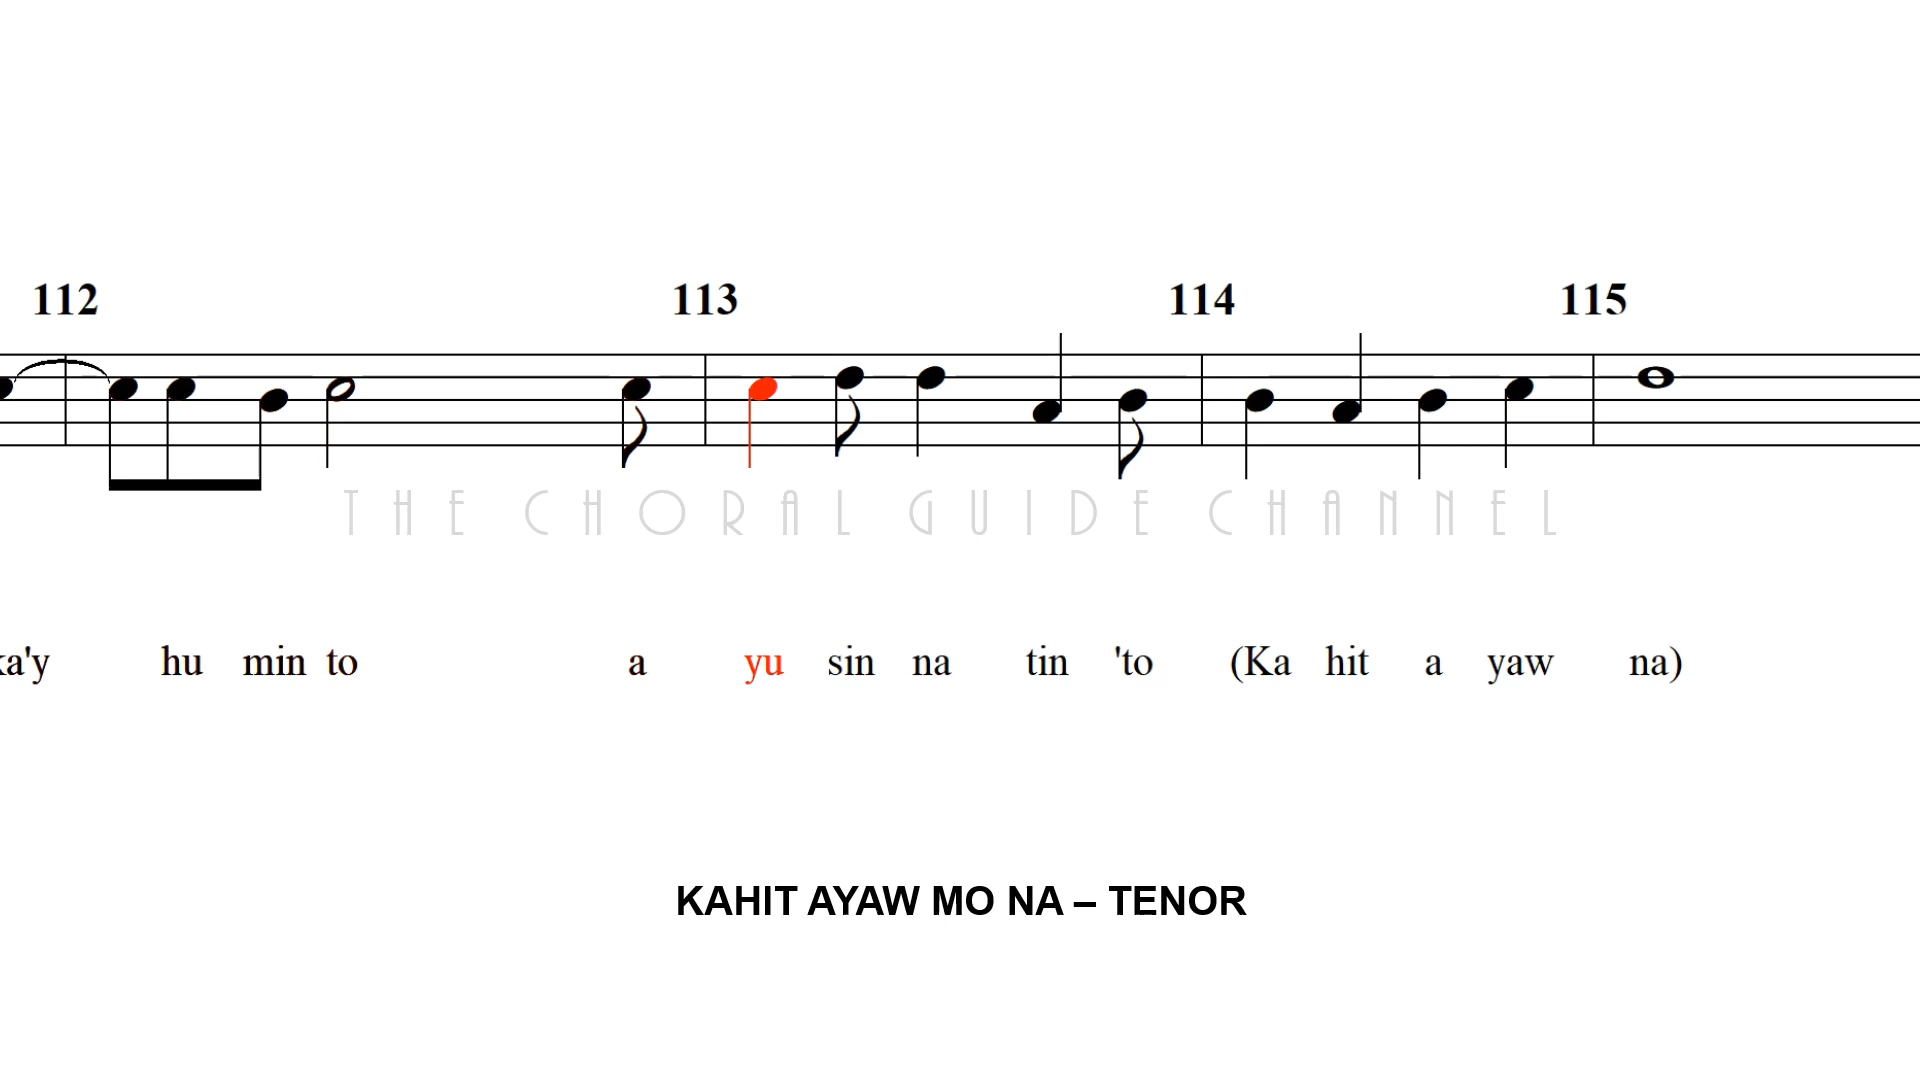 112 113 114 115
THE CHORAL GUIDE CHANNEL
ka'y hu min to a yu sin na tin 'to (Ka hit a yaw na)
KAHIT AYAW MO NA – TENOR